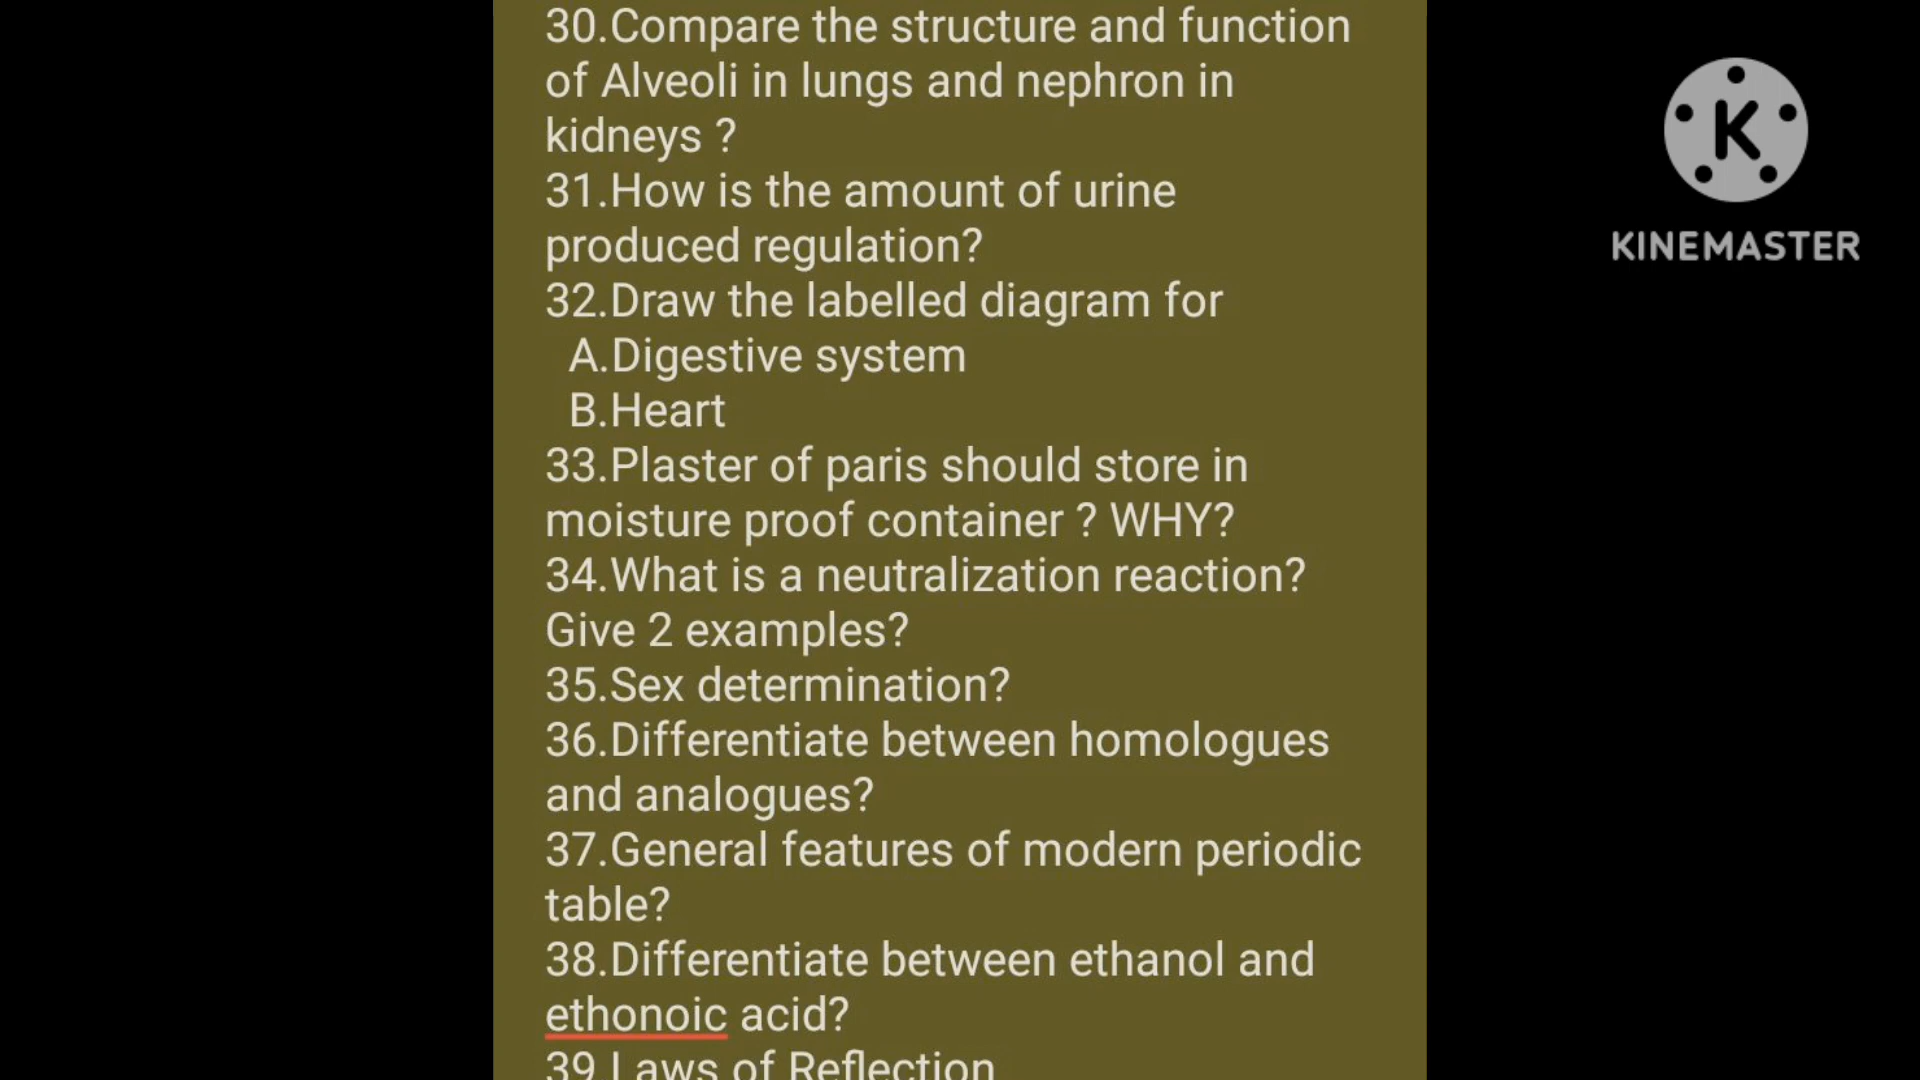 30.Compare the structure and function
of Alveoli in lungs and nephron in
kidneys ?
31.How is the amount of urine
produced regulation?
32.Draw the labelled diagram for
A.Digestive system
B.Heart
33.Plaster of paris should store in
moisture proof container ? WHY?
34.What is a neutralization reaction?
Give 2 examples?
35.Sex determination?
36.Differentiate between homologues
and analogues?
37.General features of modern periodic
table?
38.Differentiate between ethanol and
ethonoic acid?
39.Laws of Reflection
K
KINEMASTER